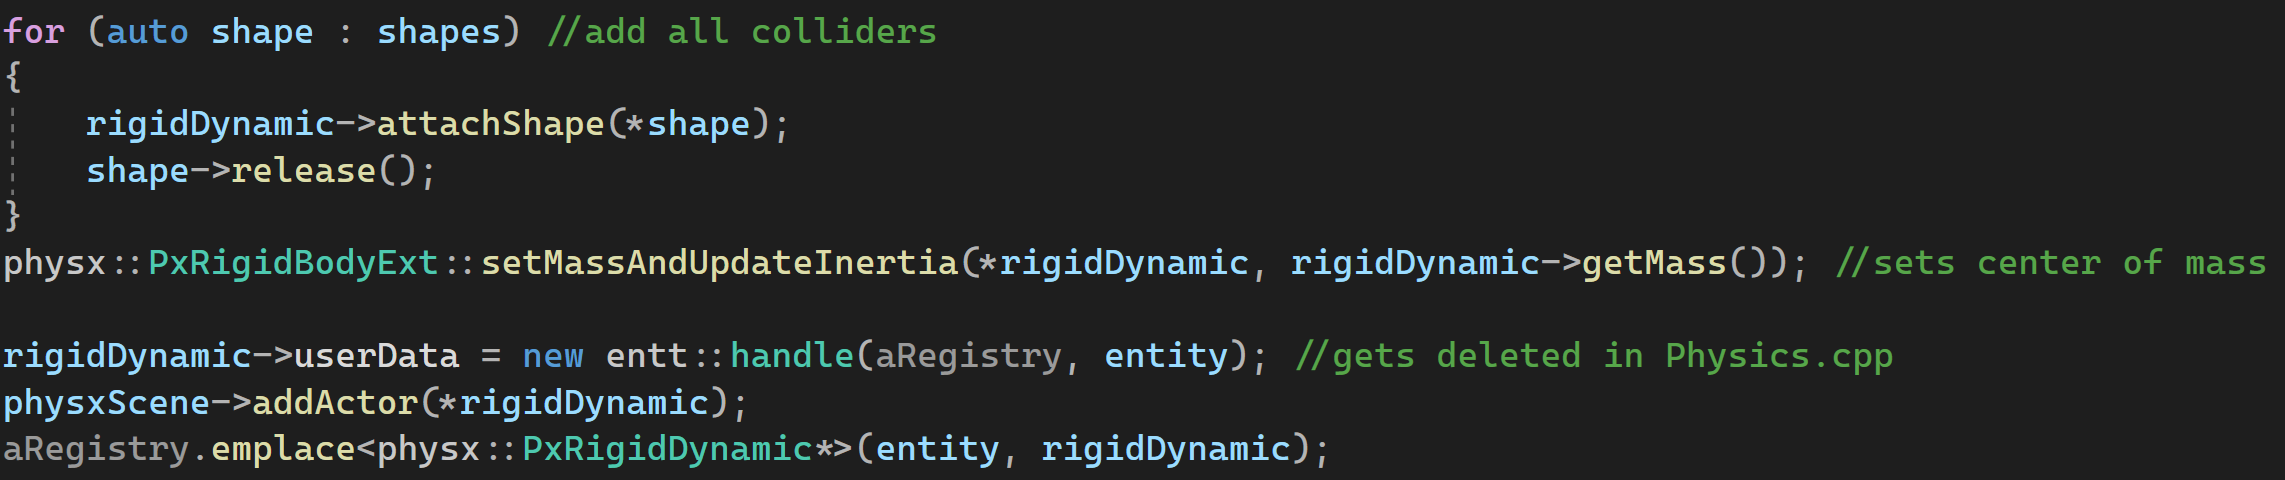 for (auto shape : shapes) //add all colliders
{
    rigidDynamic->attachShape(*shape);
    shape->release();
}
physx::PxRigidBodyExt::setMassAndUpdateInertia(*rigidDynamic, rigidDynamic->getMass()); //sets center of mass

rigidDynamic->userData = new entt::handle(aRegistry, entity); //gets deleted in Physics.cpp
physxScene->addActor(*rigidDynamic);
aRegistry.emplace<physx::PxRigidDynamic*>(entity, rigidDynamic);